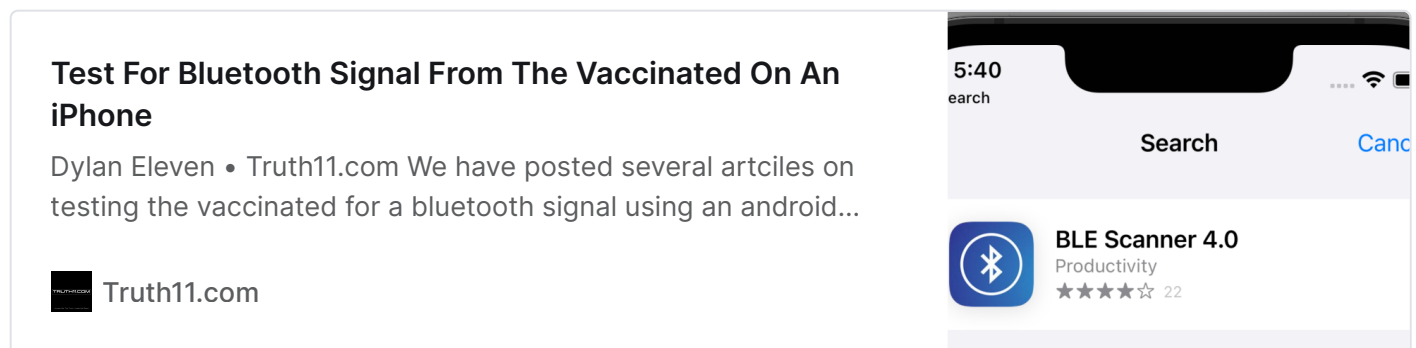 Test For Bluetooth Signal From The Vaccinated On An
iPhone
Dylan Eleven • Truth11.com We have posted several artciles on
testing the vaccinated for a bluetooth signal using an android...
TRUTH11.COM
Truth11.com
5:40
earch
Search
Canc
BLE Scanner 4.0
Productivity
22